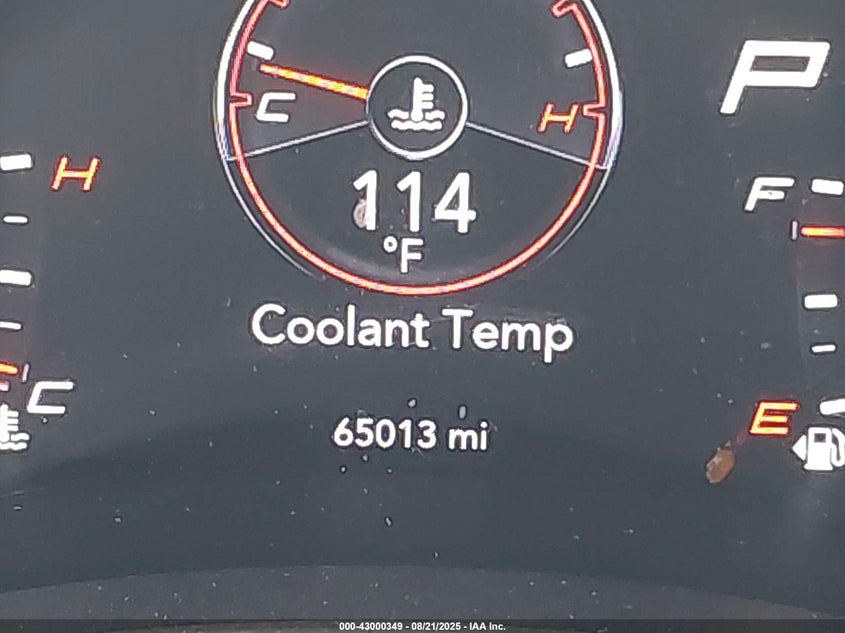 P
C
H
H
114
°F
F
Coolant Temp
C
E
65013 mi
000-43000349 - 08/21/2025 - IAA Inc.